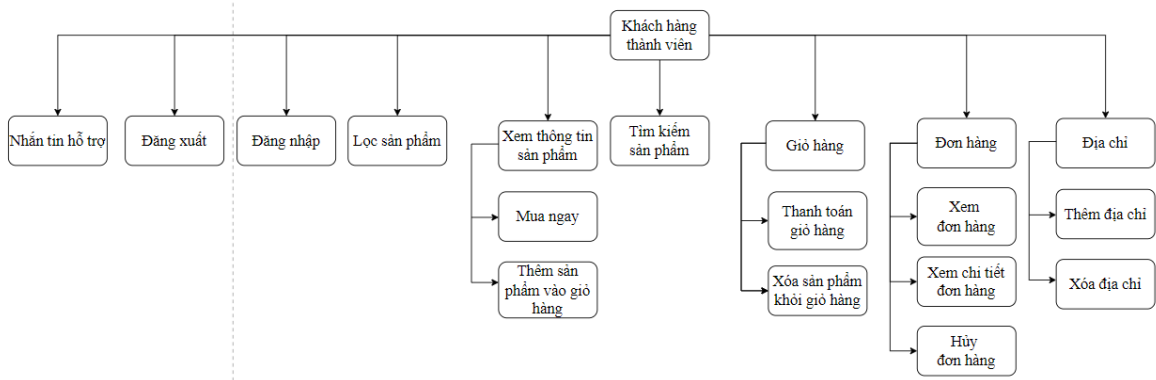 Khách hàng
thành viên
Nhắn tin hỗ trợ
Đăng xuất
Đăng nhập
Lọc sản phẩm
Xem thông tin
sản phẩm
Tìm kiếm
sản phẩm
Giỏ hàng
Đơn hàng
Địa chỉ
Mua ngay
Thêm sản
phẩm vào giỏ
hàng
Thanh toán
giỏ hàng
Xóa sản phẩm
khỏi giỏ hàng
Xem
đơn hàng
Xem chi tiết
đơn hàng
Hủy
đơn hàng
Thêm địa chỉ
Xóa địa chỉ